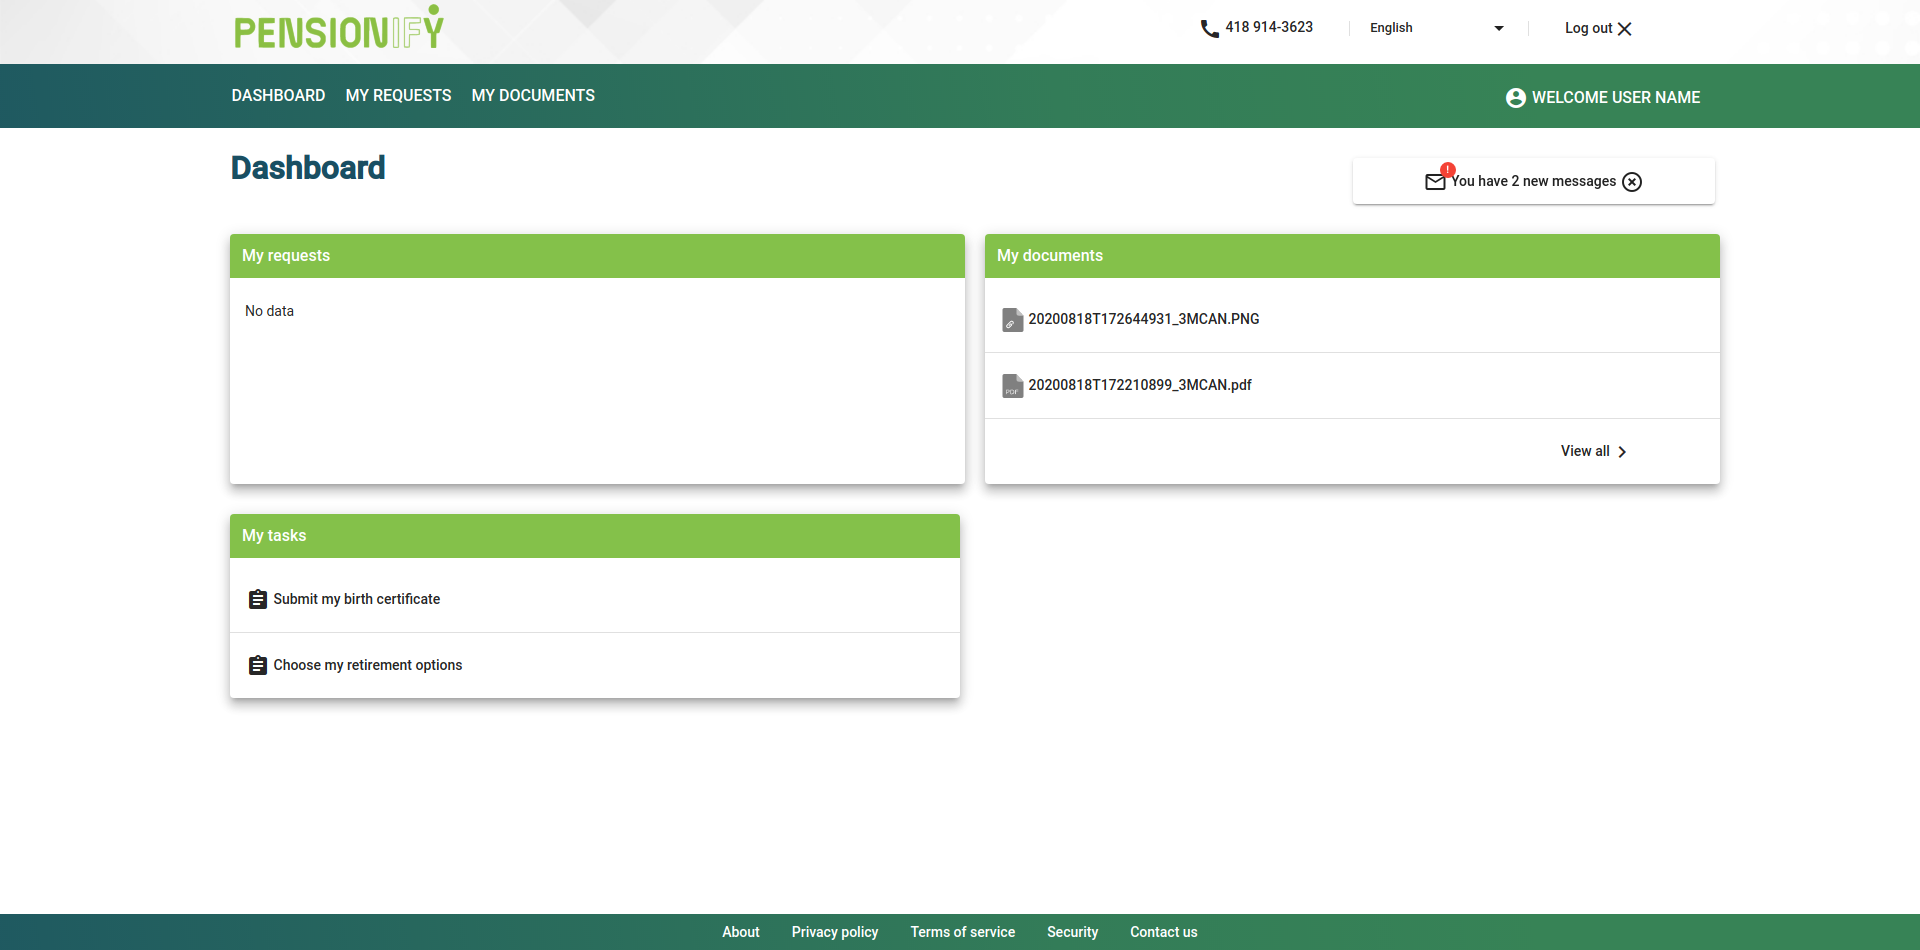 PENSIONIFY
418 914-3623
English
Log out
DASHBOARD MY REQUESTS MY DOCUMENTS
WELCOME USER NAME
Dashboard
! You have 2 new messages
My requests
No data
My documents
20200818T172644931_3MCAN.PNG
PDF 20200818T172210899_3MCAN.pdf
View all
My tasks
Submit my birth certificate
Choose my retirement options
About Privacy policy Terms of service Security Contact us